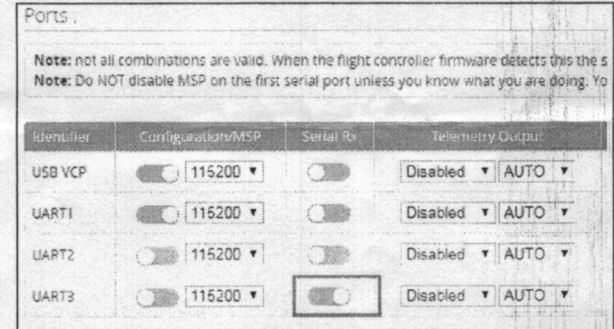 Ports
Note: not all combinations are valid. When the flight controller firmware detects this the s
Note: Do NOT disable MSP on the first serial port unless you know what you are doing. Yo
Identifier Configuration/MSP Serial Rx Telemetry Output
USB VCP 115200 Disabled AUTO
UART1 115200 Disabled AUTO
UART2 115200 Disabled AUTO
UART3 115200 Disabled AUTO